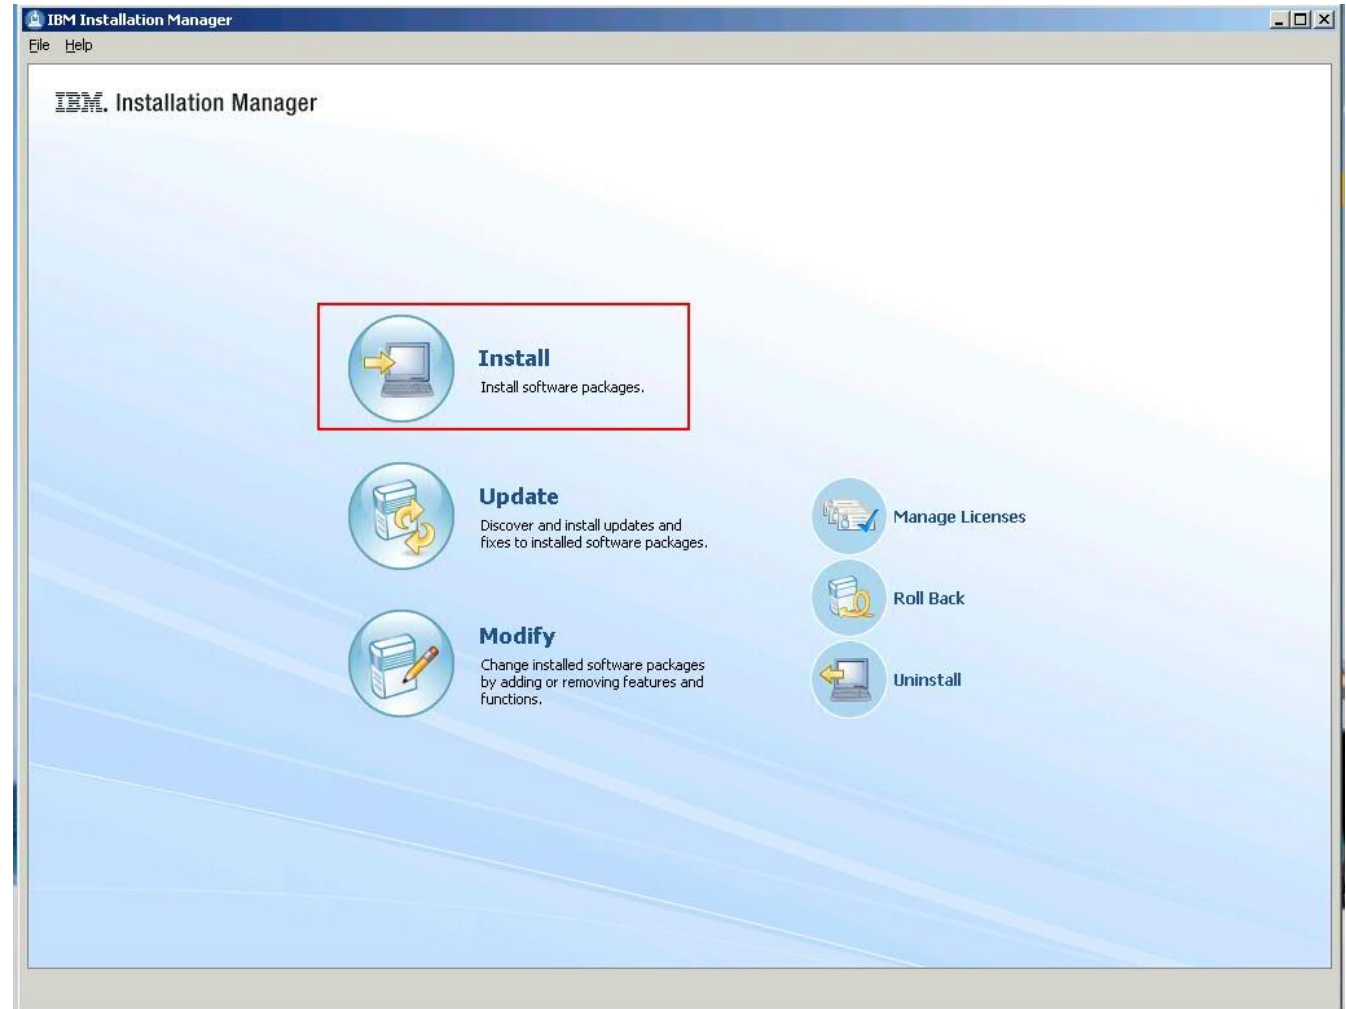 IBM Installation Manager
File Help
IBM. Installation Manager
Install
Install software packages.
Update
Discover and install updates and
fixes to installed software packages.
Modify
Change installed software packages
by adding or removing features and
functions.
Manage Licenses
Roll Back
Uninstall